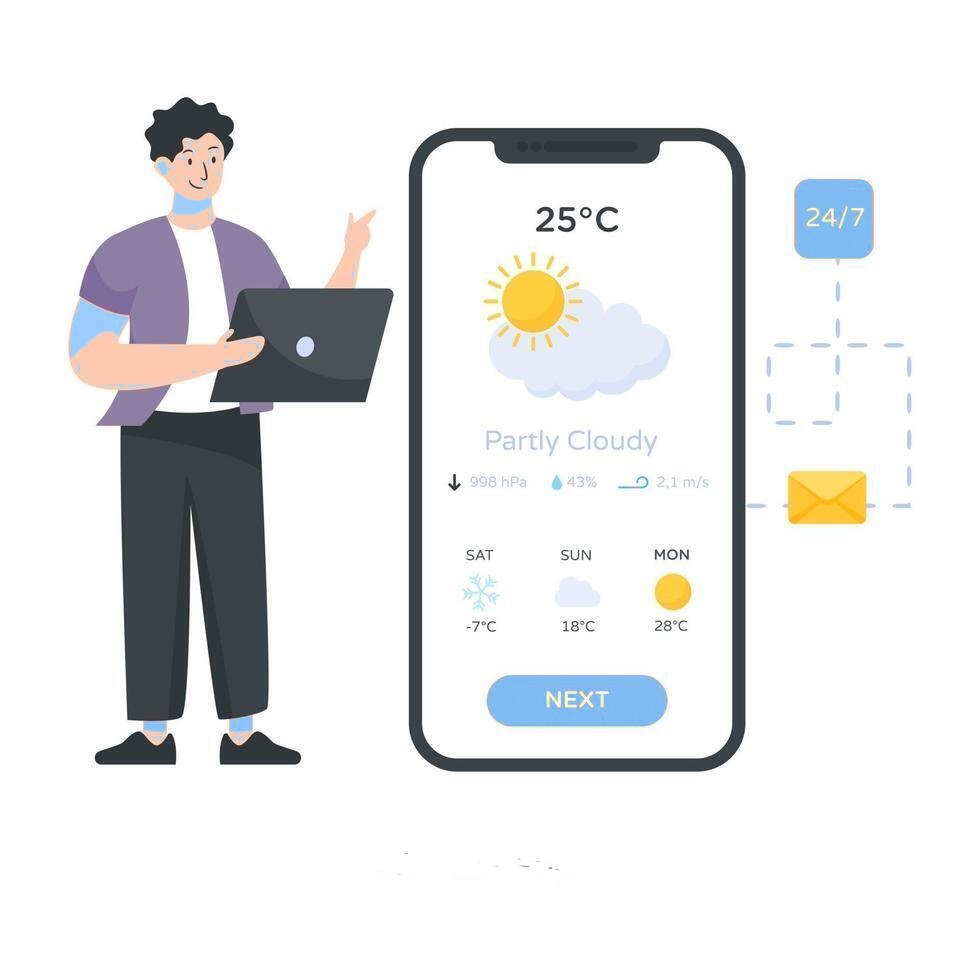 25°C
24/7
Partly Cloudy
998 hPa 43% 2,1 m/s
SAT SUN MON
-7°C 18°C 28°C
NEXT